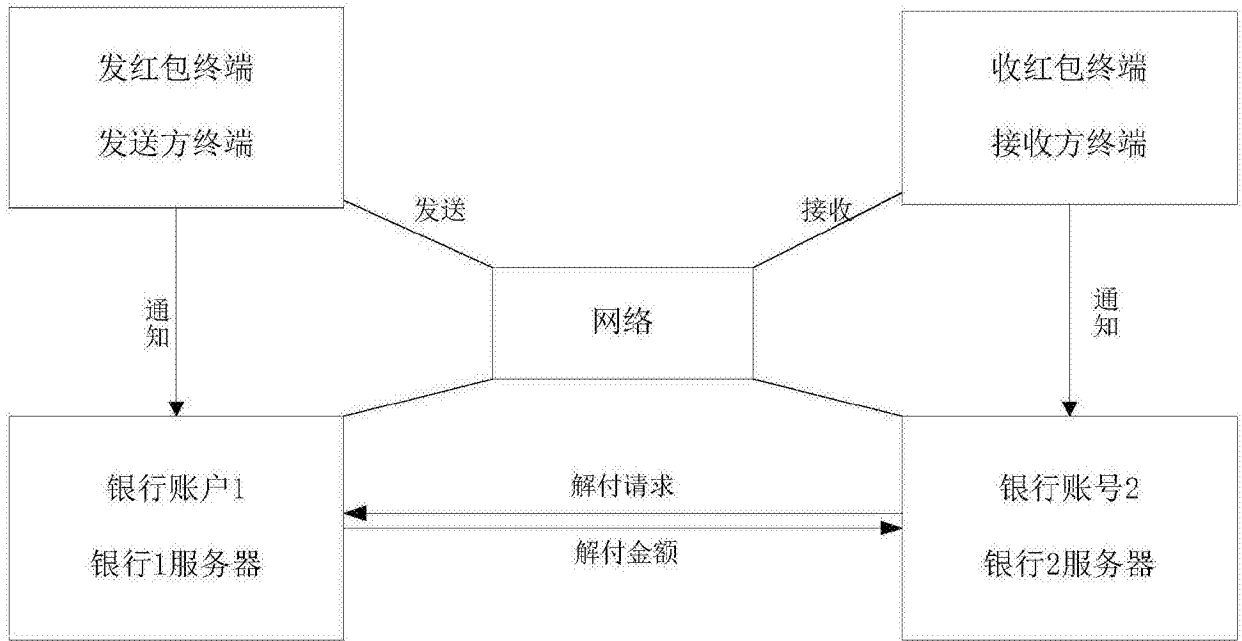 发红包终端
发送方终端
收红包终端
接收方终端
发送
接收
通知
通知
网络
银行账户1
银行1服务器
解付请求
解付金额
银行账号2
银行2服务器